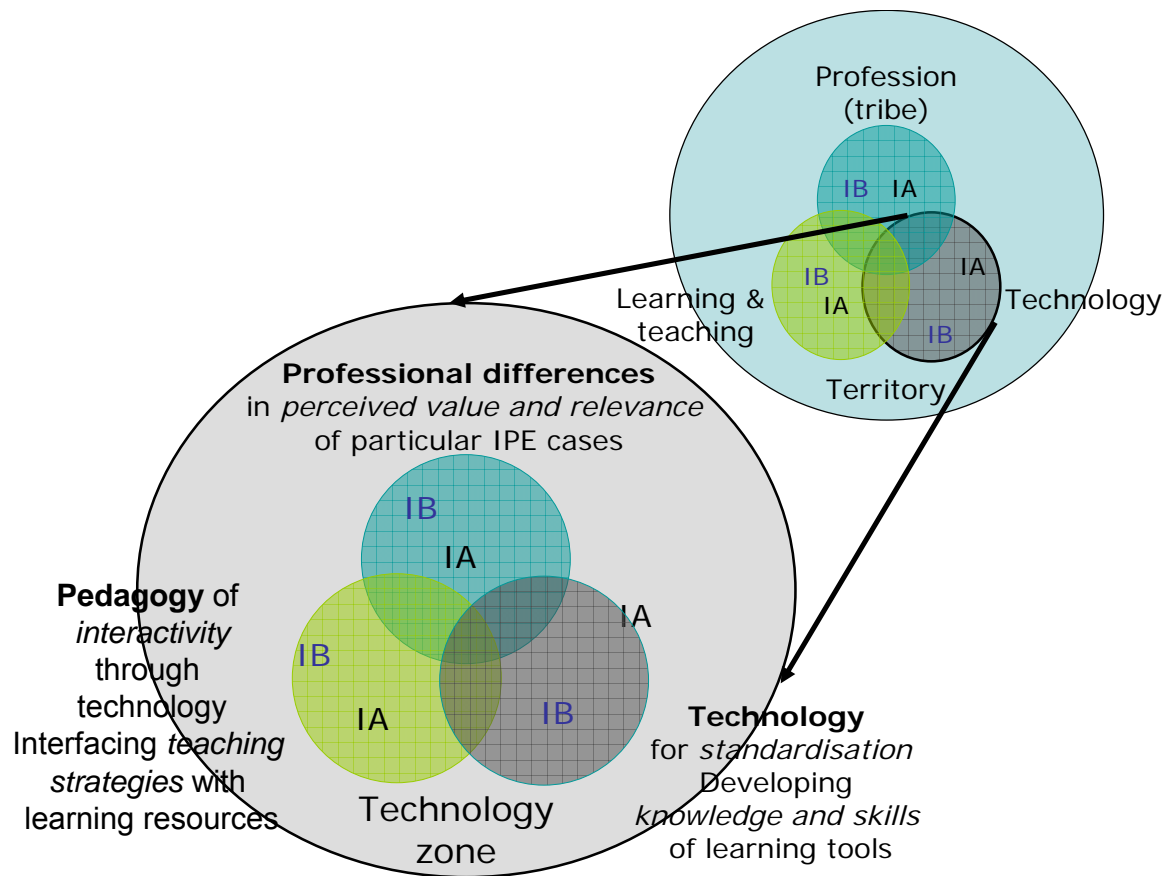 Profession
(tribe)
IB IA
IB
IA
IA
IB
Learning &
teaching
Technology
Territory
Professional differences
in perceived value and relevance
of particular IPE cases
IB
IA
IB
IA
IA
IB
Pedagogy of
interactivity
through
technology
Interfacing teaching
strategies with
learning resources
Technology
for standardisation
Developing
knowledge and skills
of learning tools
Technology
zone